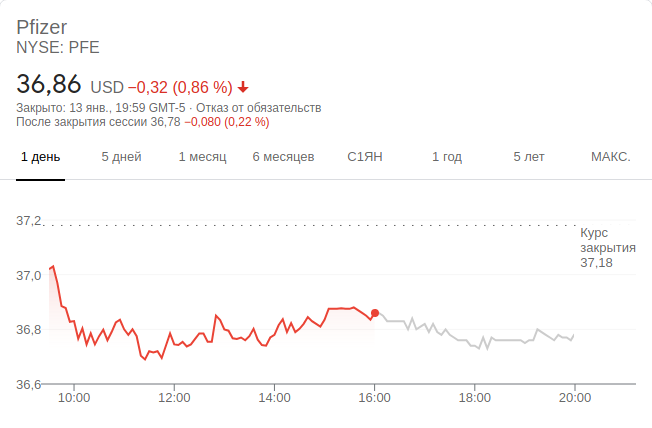 Pfizer
NYSE: PFE
36,86 USD −0,32 (0,86 %)
Закрыто: 13 янв., 19:59 GMT-5 · Отказ от обязательств
После закрытия сессии 36,78 −0,080 (0,22 %)
1 день 5 дней 1 месяц 6 месяцев С1ЯН 1 год 5 лет МАКС.
37,2
Курс
закрытия
37,18
37,0
36,8
36,6
10:00 12:00 14:00 16:00 18:00 20:00